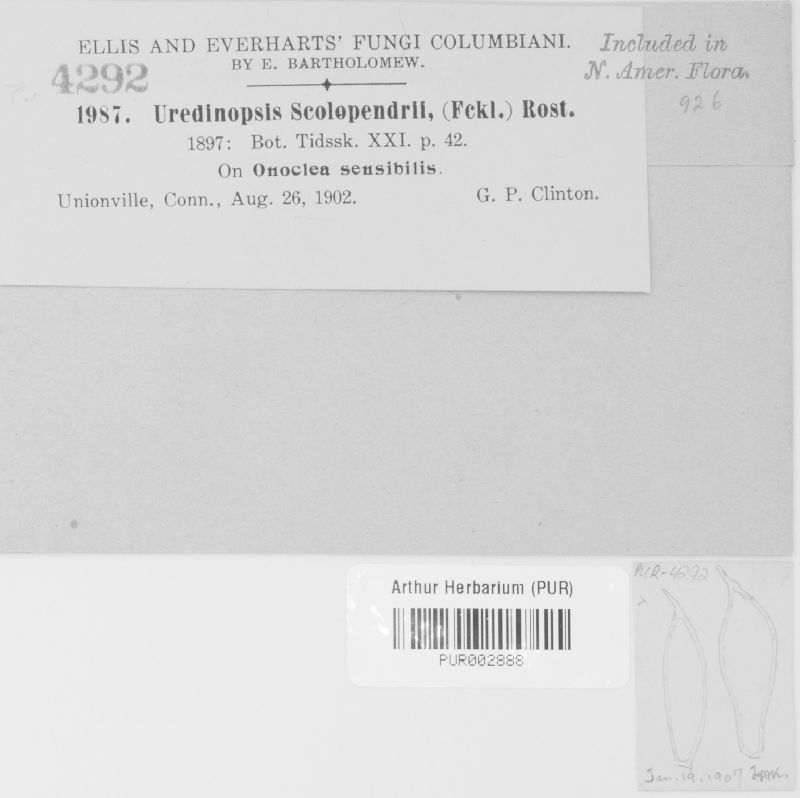 ELLIS AND EVERHARTS' FUNGI COLUMBIANI.
BY E. BARTHOLOMEW.
4292
1987. Uredinopsis Scolopendrii, (Fckl.) Rost.
1897: Bot. Tidssk. XXI. p. 42.
On Onoclea sensibilis.
Unionville, Conn., Aug. 26, 1902. G. P. Clinton.
Included in
N. Amer. Flora.
926
Arthur Herbarium (PUR)
PUR002888
PUR-4292
Jan. 19, 1907